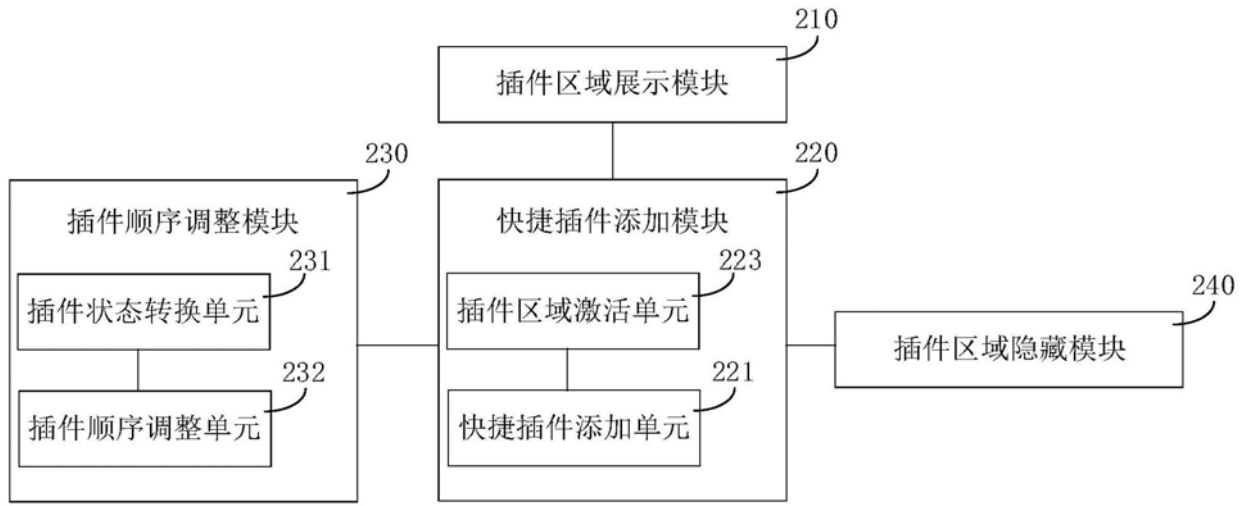 210
插件区域展示模块
230
插件顺序调整模块
231
插件状态转换单元
232
插件顺序调整单元
220
快捷插件添加模块
223
插件区域激活单元
221
快捷插件添加单元
240
插件区域隐藏模块